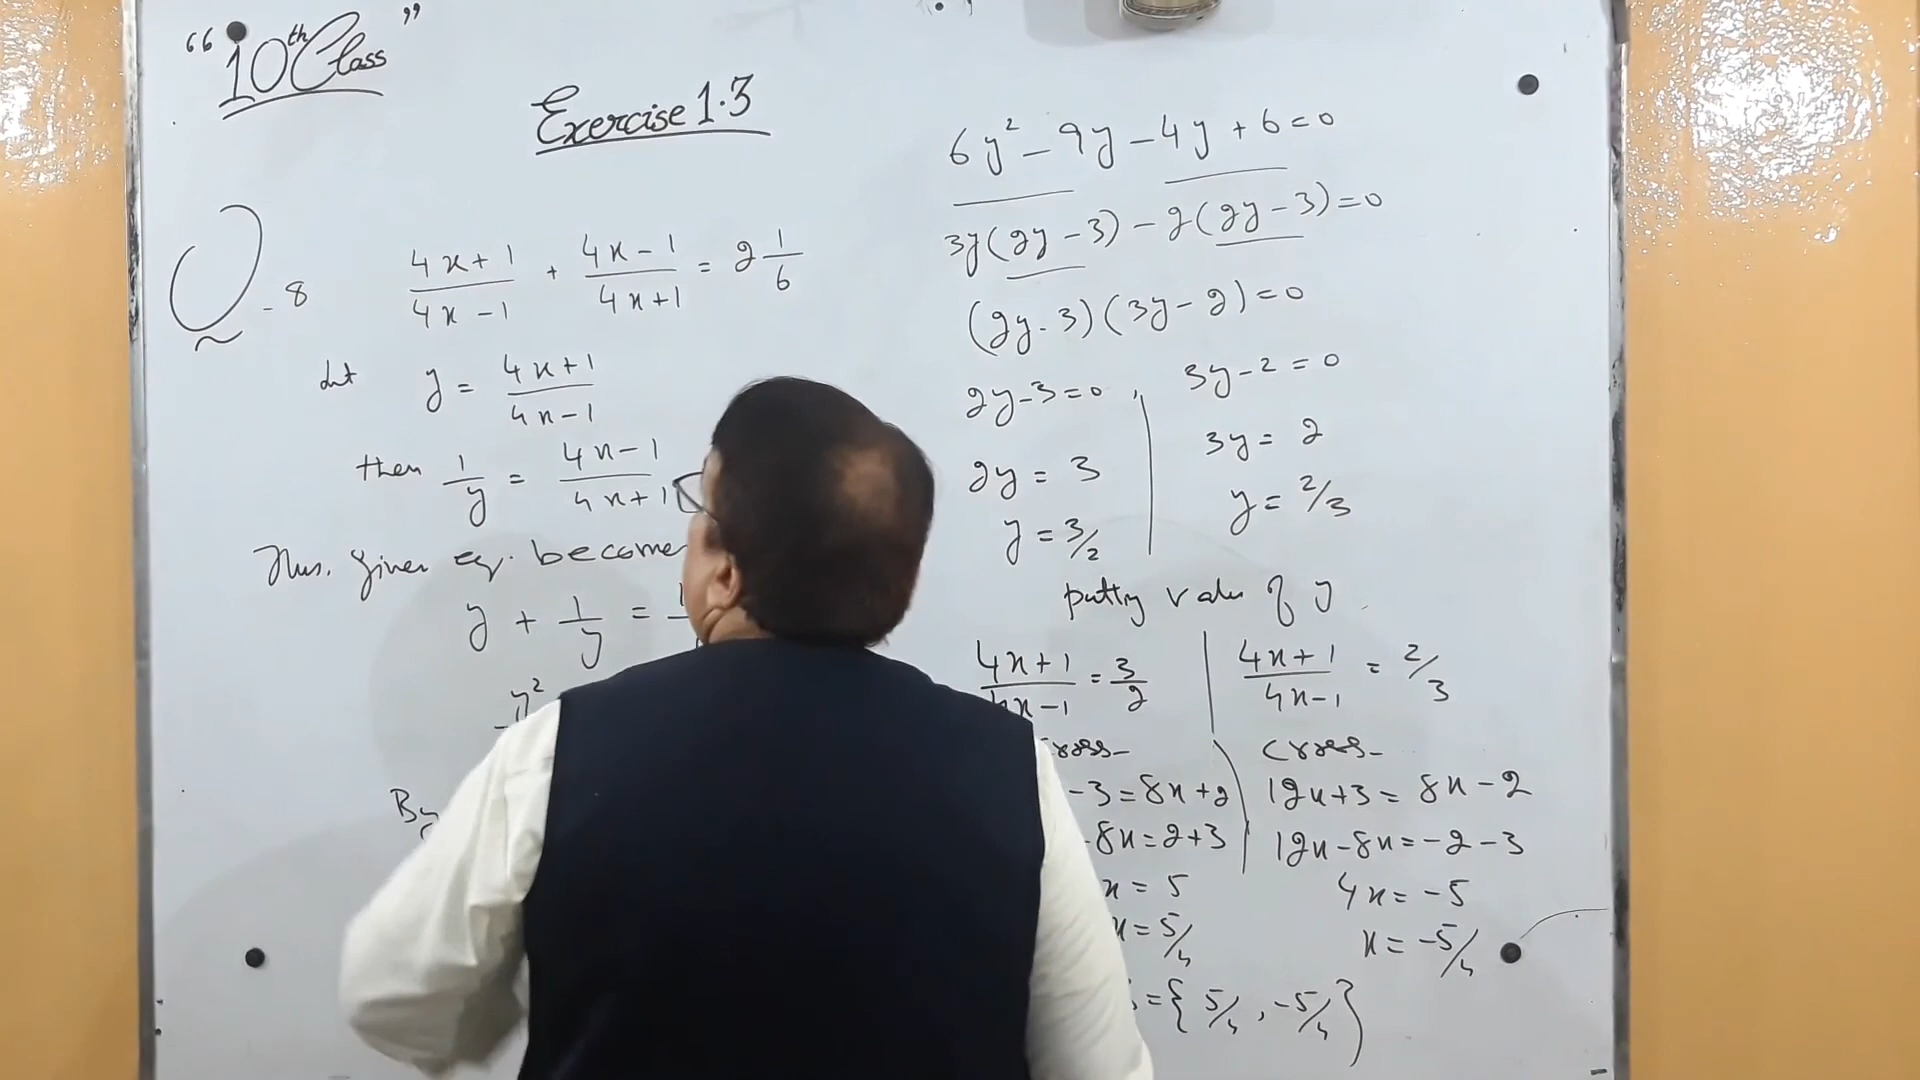 “10th Class”
Exercise 1.3
Q-8 (4x+1)/(4x-1) + (4x-1)/(4x+1) = 2 1/6
Let y = (4x+1)/(4x-1)
then 1/y = (4x-1)/(4x+1)
Thus. given eq. become
y + 1/y = 1
y²
By
6y² - 9y - 4y + 6 = 0
3y(2y - 3) - 2(2y - 3) = 0
(2y - 3)(3y - 2) = 0
2y - 3 = 0 , 3y - 2 = 0
2y = 3 3y = 2
y = 3/2 y = 2/3
putting value of y
(4x+1)/(4x-1) = 3/2 (4x+1)/(4x-1) = 2/3
ross- cross-
-3 = 8x+2 12x+3 = 8x-2
-8x = 2+3 12x-8x = -2-3
x = 5 4x = -5
x = 5/4 x = -5/4
= { 5/4 , -5/4 }